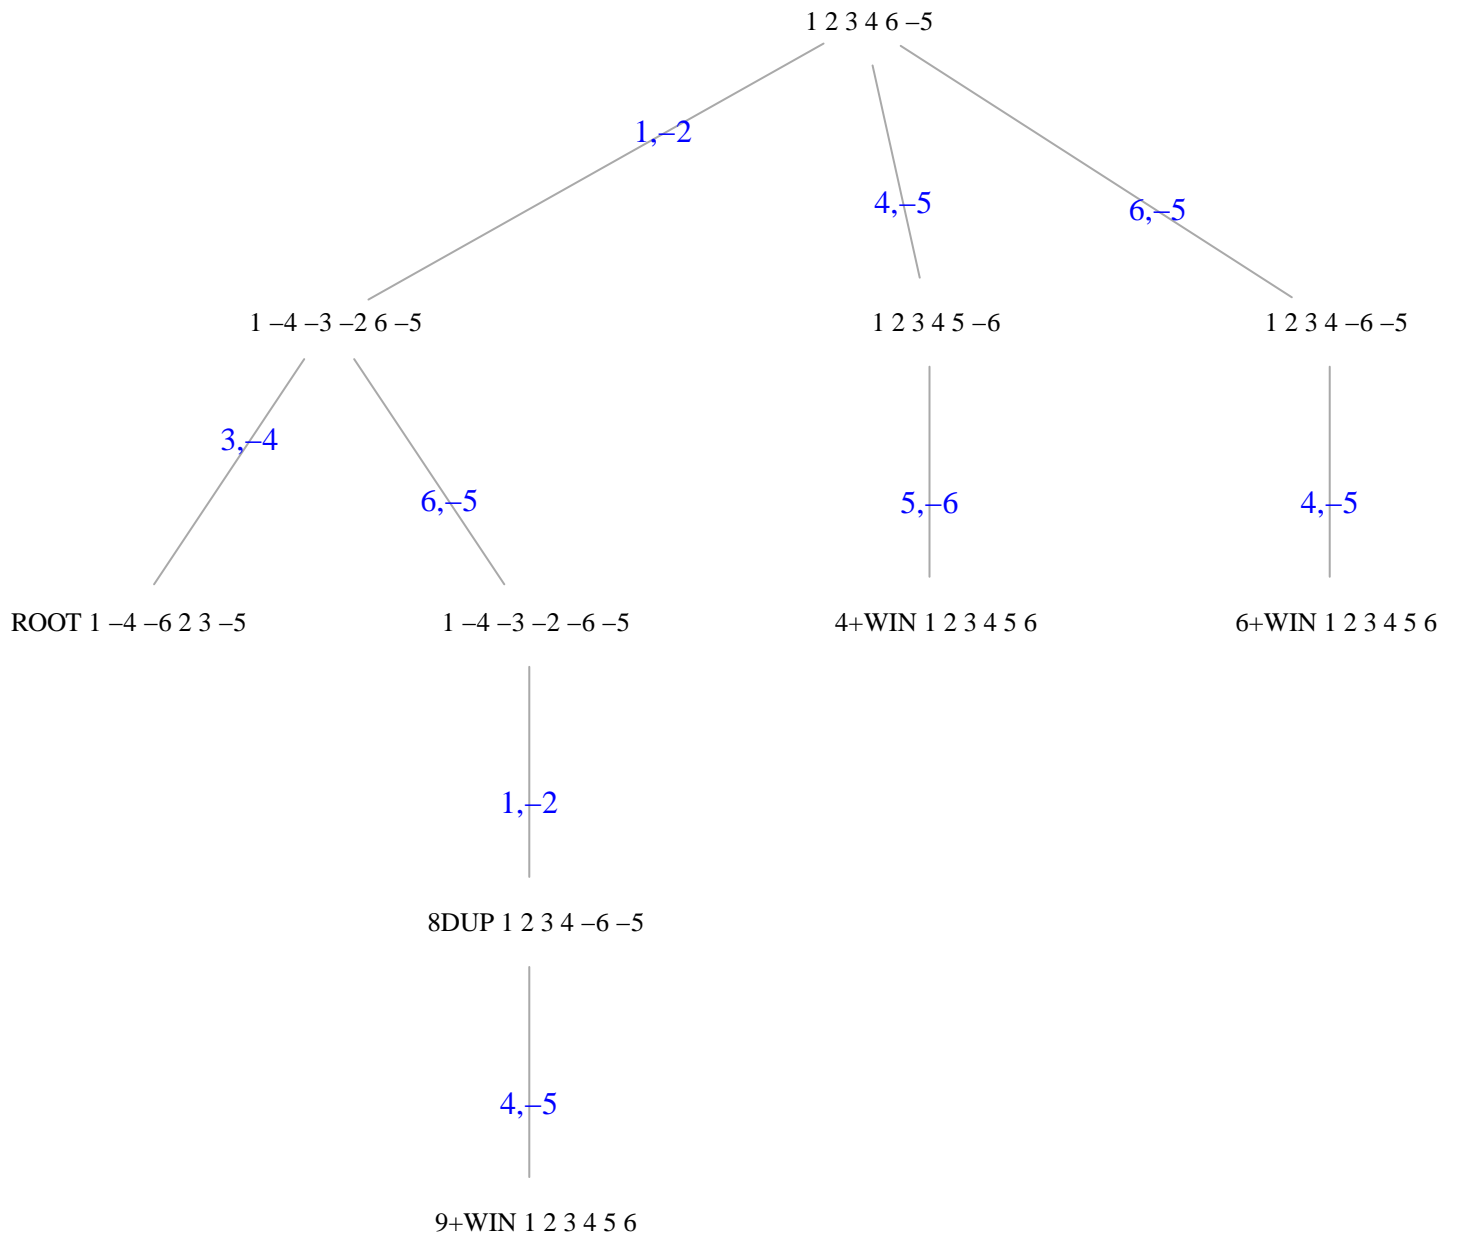 1 2 3 4 6 –5
1,–2
4,–5
6,–5
1 –4 –3 –2 6 –5
1 2 3 4 5 –6
1 2 3 4 –6 –5
3,–4
6,–5
5,–6
4,–5
ROOT 1 –4 –6 2 3 –5
1 –4 –3 –2 –6 –5
4+WIN 1 2 3 4 5 6
6+WIN 1 2 3 4 5 6
1,–2
8DUP 1 2 3 4 –6 –5
4,–5
9+WIN 1 2 3 4 5 6